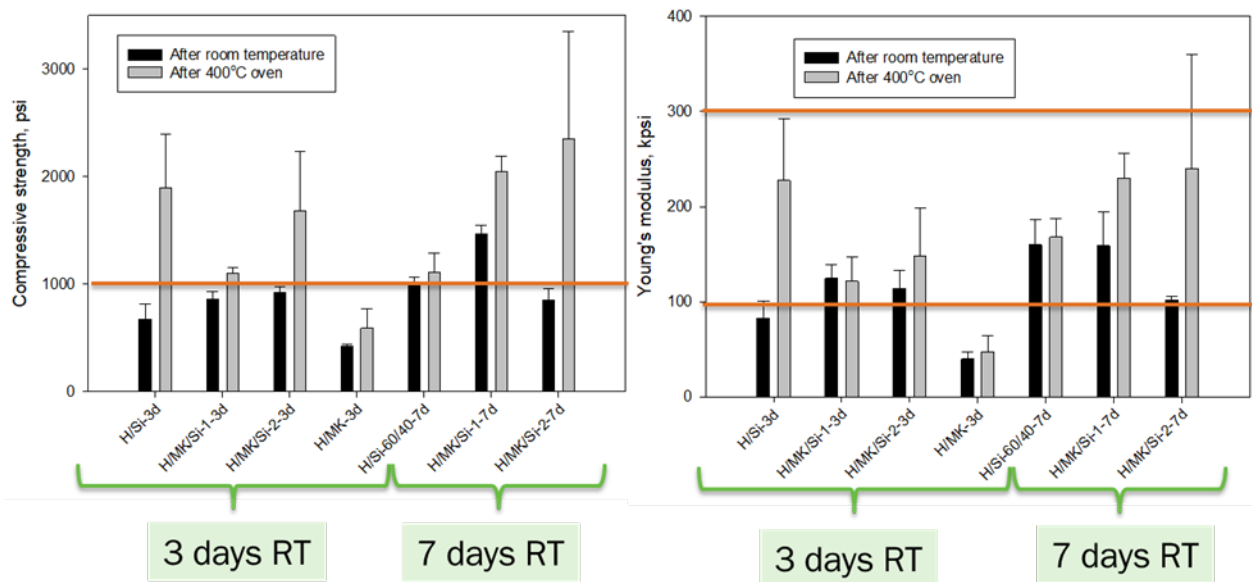 Compressive strength, psi
3000
2000
1000
0
After room temperature
After 400°C oven
H/Si-3d
H/MK/Si-1-3d
H/MK/Si-2-3d
H/MK-3d
H/Si-60/40-7d
H/MK/Si-1-7d
H/MK/Si-2-7d
3 days RT
7 days RT
Young's modulus, kpsi
400
300
200
100
0
After room temperature
After 400°C oven
H/Si-3d
H/MK/Si-1-3d
H/MK/Si-2-3d
H/MK-3d
H/Si-60/40-7d
H/MK/Si-1-7d
H/MK/Si-2-7d
3 days RT
7 days RT